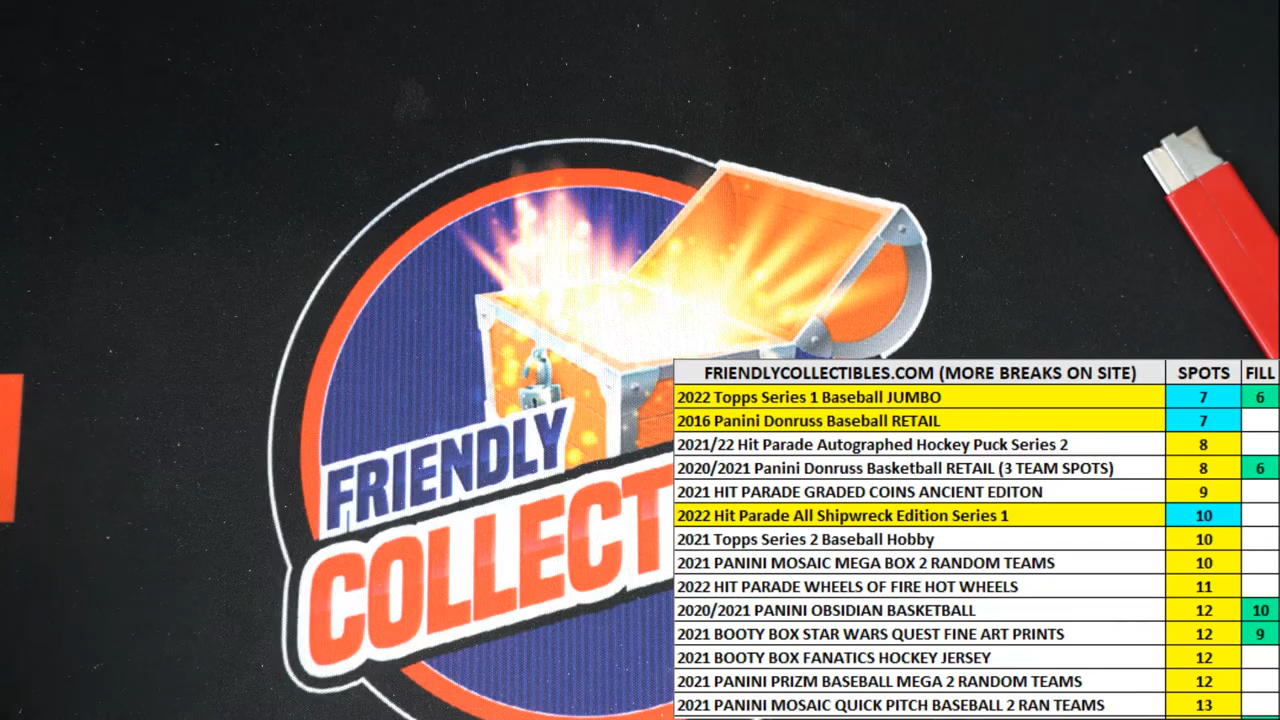 FRIENDLY
COLLECT
FRIENDLYCOLLECTIBLES.COM (MORE BREAKS ON SITE) SPOTS FILL
2022 Topps Series 1 Baseball JUMBO 7 6
2016 Panini Donruss Baseball RETAIL 7
2021/22 Hit Parade Autographed Hockey Puck Series 2 8
2020/2021 Panini Donruss Basketball RETAIL (3 TEAM SPOTS) 8 6
2021 HIT PARADE GRADED COINS ANCIENT EDITON 9
2022 Hit Parade All Shipwreck Edition Series 1 10
2021 Topps Series 2 Baseball Hobby 10
2021 PANINI MOSAIC MEGA BOX 2 RANDOM TEAMS 10
2022 HIT PARADE WHEELS OF FIRE HOT WHEELS 11
2020/2021 PANINI OBSIDIAN BASKETBALL 12 10
2021 BOOTY BOX STAR WARS QUEST FINE ART PRINTS 12 9
2021 BOOTY BOX FANATICS HOCKEY JERSEY 12
2021 PANINI PRIZM BASEBALL MEGA 2 RANDOM TEAMS 12
2021 PANINI MOSAIC QUICK PITCH BASEBALL 2 RAN TEAMS 13